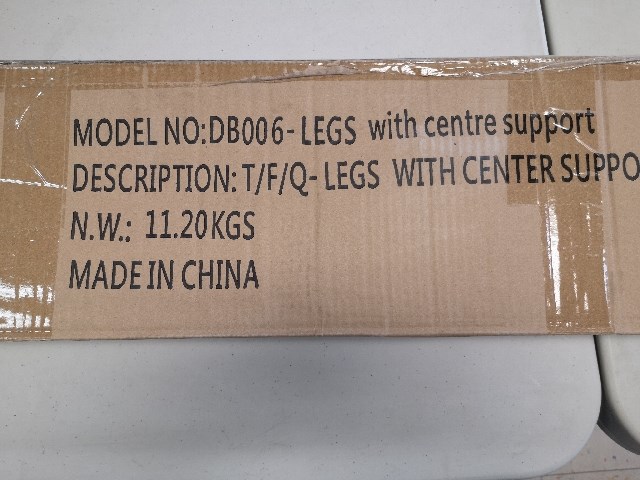 MODEL NO:DB006-LEGS with centre support
DESCRIPTION: T/F/Q-LEGS WITH CENTER SUPPO
N.W.: 11.20KGS
MADE IN CHINA